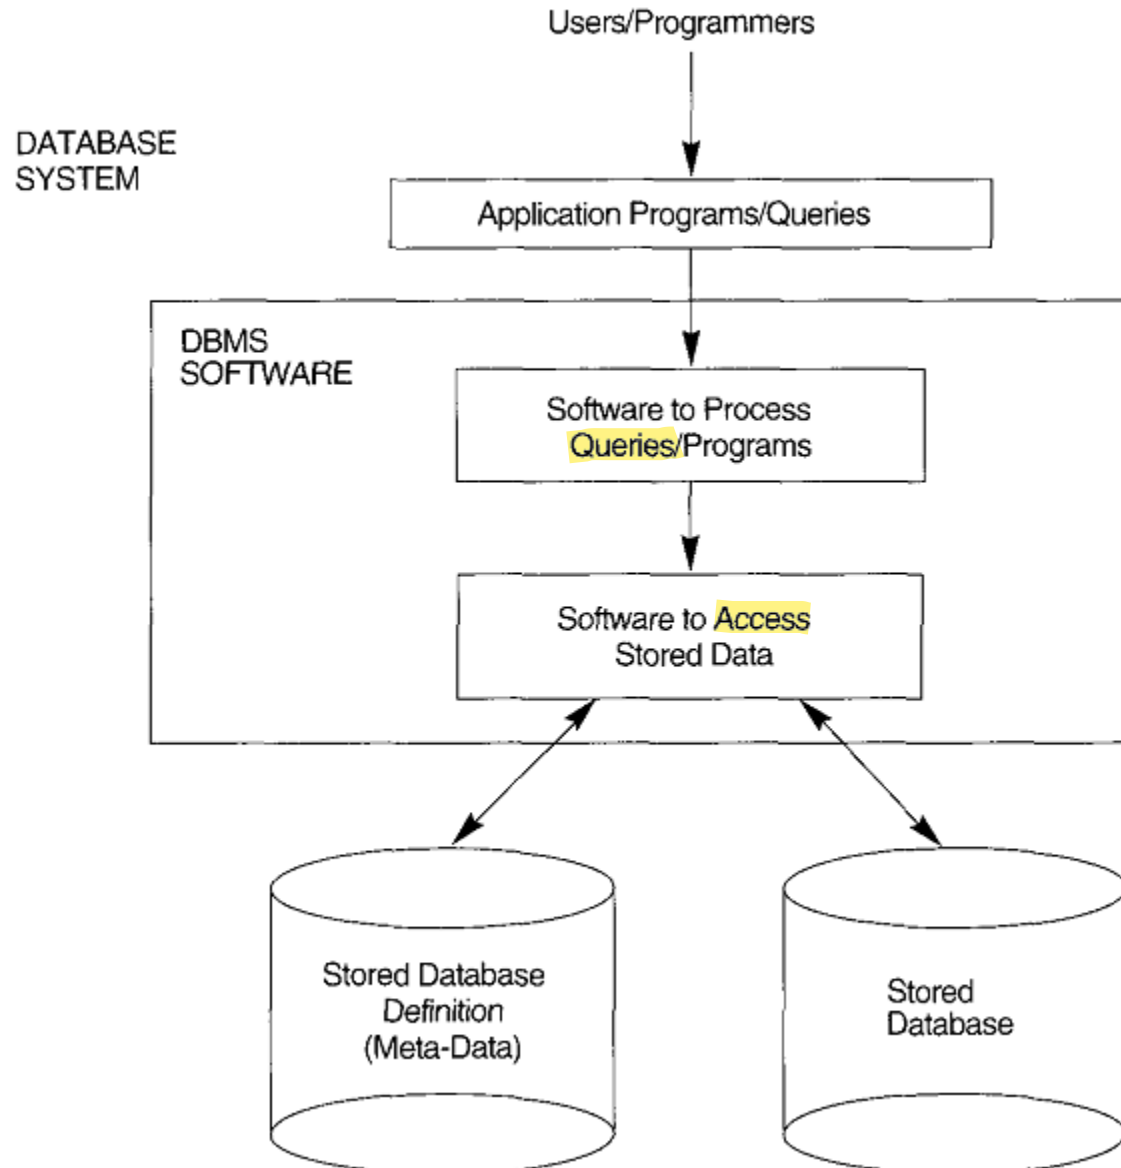 Users/Programmers
DATABASE
SYSTEM
Application Programs/Queries
DBMS
SOFTWARE
Software to Process
Queries/Programs
Software to Access
Stored Data
Stored Database
Definition
(Meta-Data)
Stored
Database